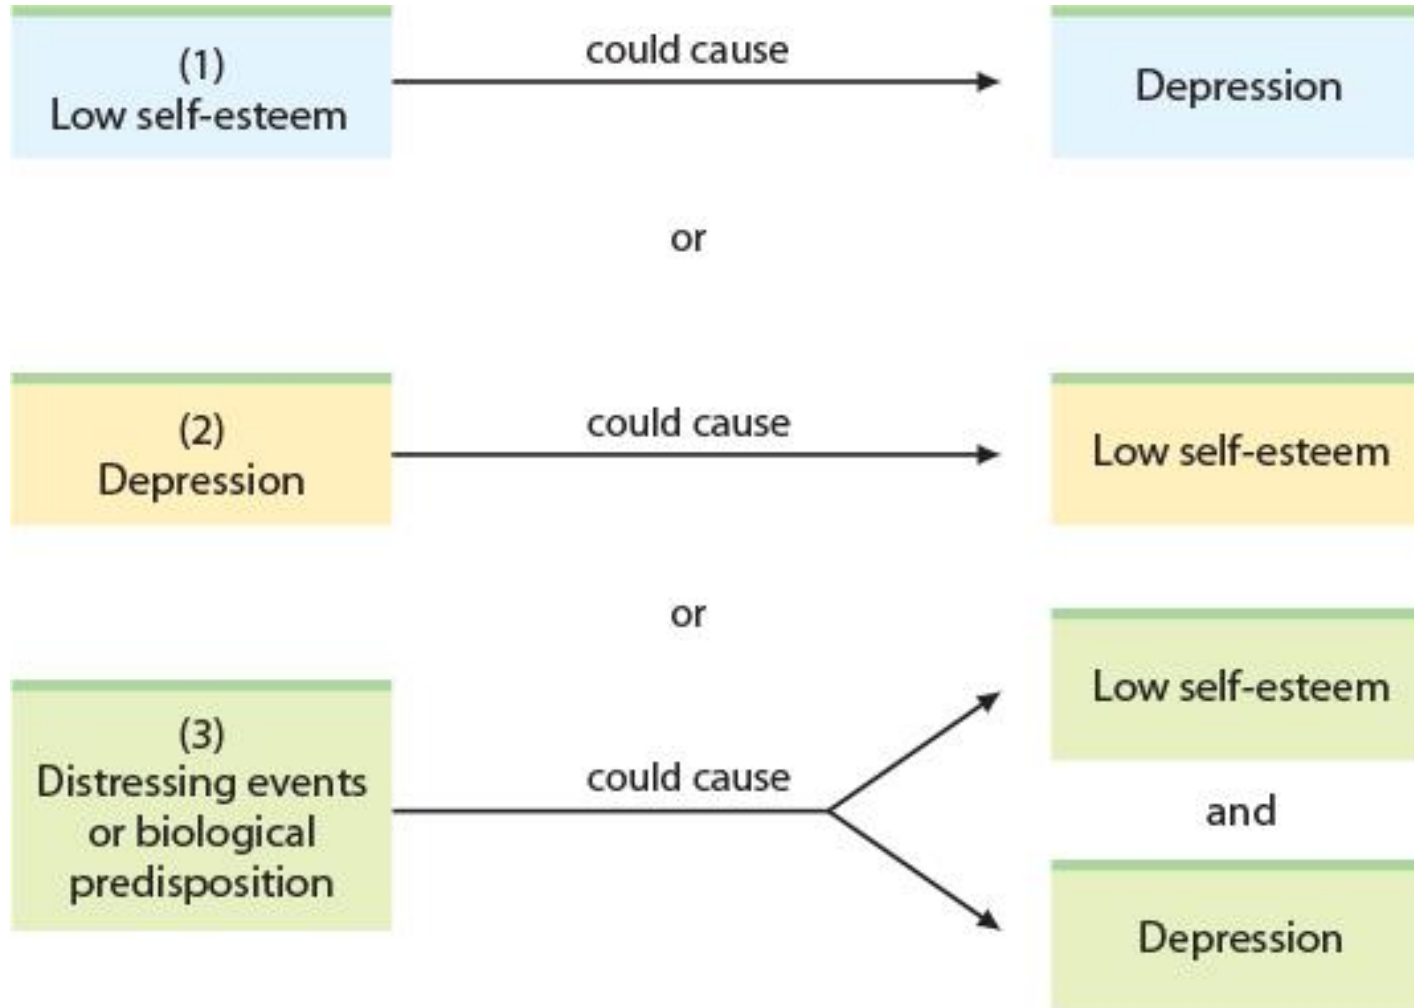 (1)
Low self-esteem
could cause
Depression
or
(2)
Depression
could cause
Low self-esteem
or
(3)
Distressing events
or biological
predisposition
could cause
Low self-esteem
and
Depression